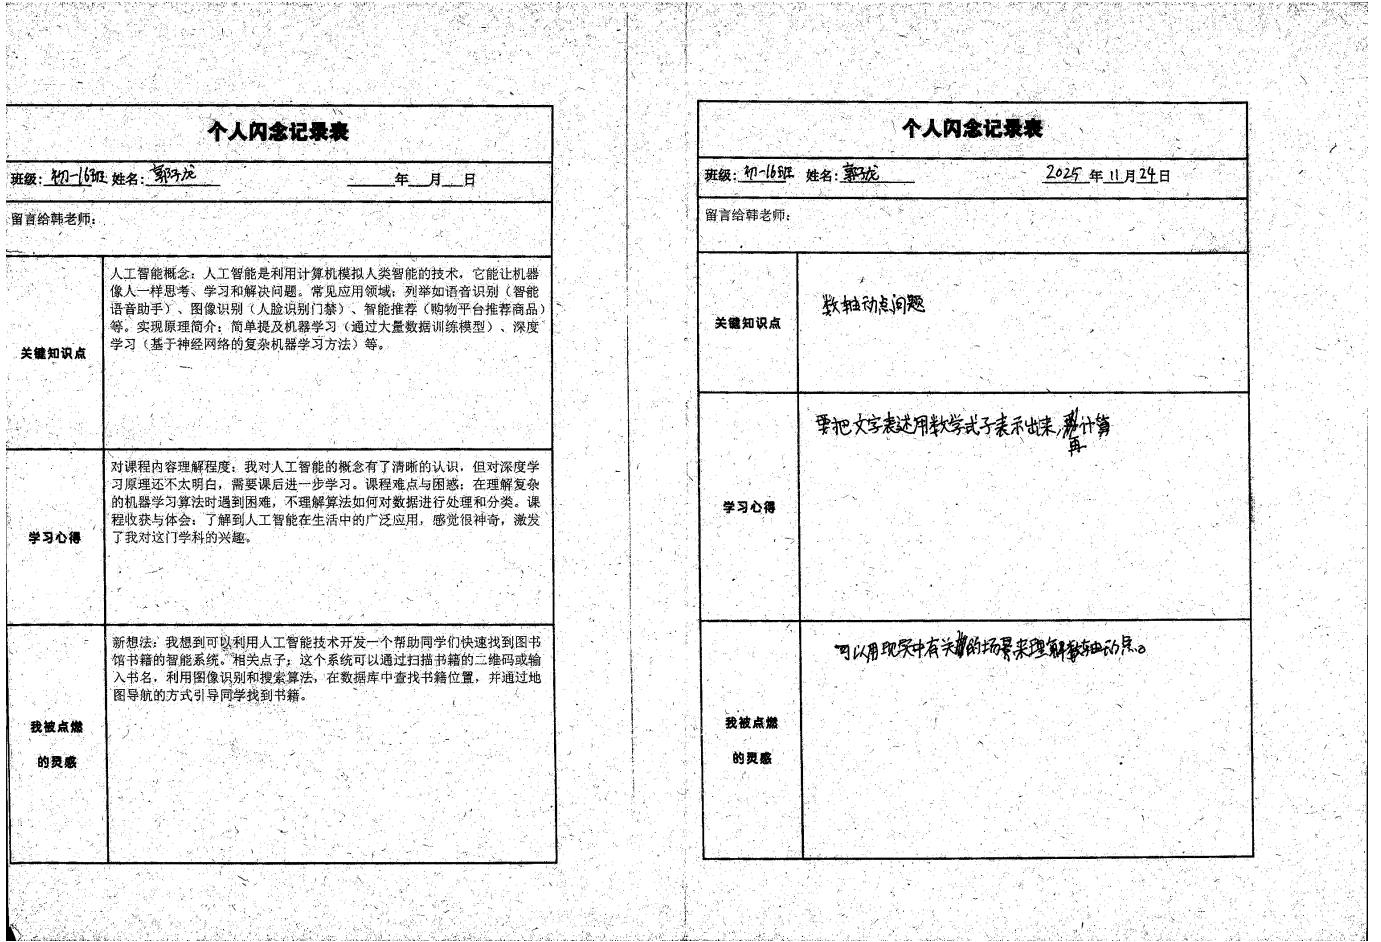 个人闪念记录表
班级: 初一16班 姓名: 郭子龙 年 月 日
留言给韩老师:
关键知识点
人工智能概念: 人工智能是利用计算机模拟人类智能的技术, 它能让机器
像人一样思考、学习和解决问题。常见应用领域: 列举如语音识别 (智能
语音助手)、图像识别 (人脸识别门禁)、智能推荐 (购物平台推荐商品)
等。实现原理简介: 简单提及机器学习 (通过大量数据训练模型)、深度
学习 (基于神经网络的复杂机器学习方法) 等。
学习心得
对课程内容理解程度: 我对人工智能的概念有了清晰的认识, 但对深度学
习原理还不太明白, 需要课后进一步学习。课程难点与困惑: 在理解复杂
的机器学习算法时遇到困难, 不理解算法如何对数据进行处理和分类。课
程收获与体会: 了解到人工智能在生活中的广泛应用, 感觉很神奇, 激发
了我对这门学科的兴趣。
我被点燃
的灵感
新想法: 我想到可以利用人工智能技术开发一个帮助同学们快速找到图书
馆书籍的智能系统。相关点子: 这个系统可以通过扫描书籍的二维码或输
入书名, 利用图像识别和搜索算法, 在数据库中查找书籍位置, 并通过地
图导航的方式引导同学找到书籍。
个人闪念记录表
班级: 初一16班 姓名: 郭子龙 2025 年 11 月 24 日
留言给韩老师:
关键知识点
数轴动点问题
学习心得
要把文字表述用数学式子表示出来, 再计算
我被点燃
的灵感
可以用现实中有关的场景来理解数轴动点。